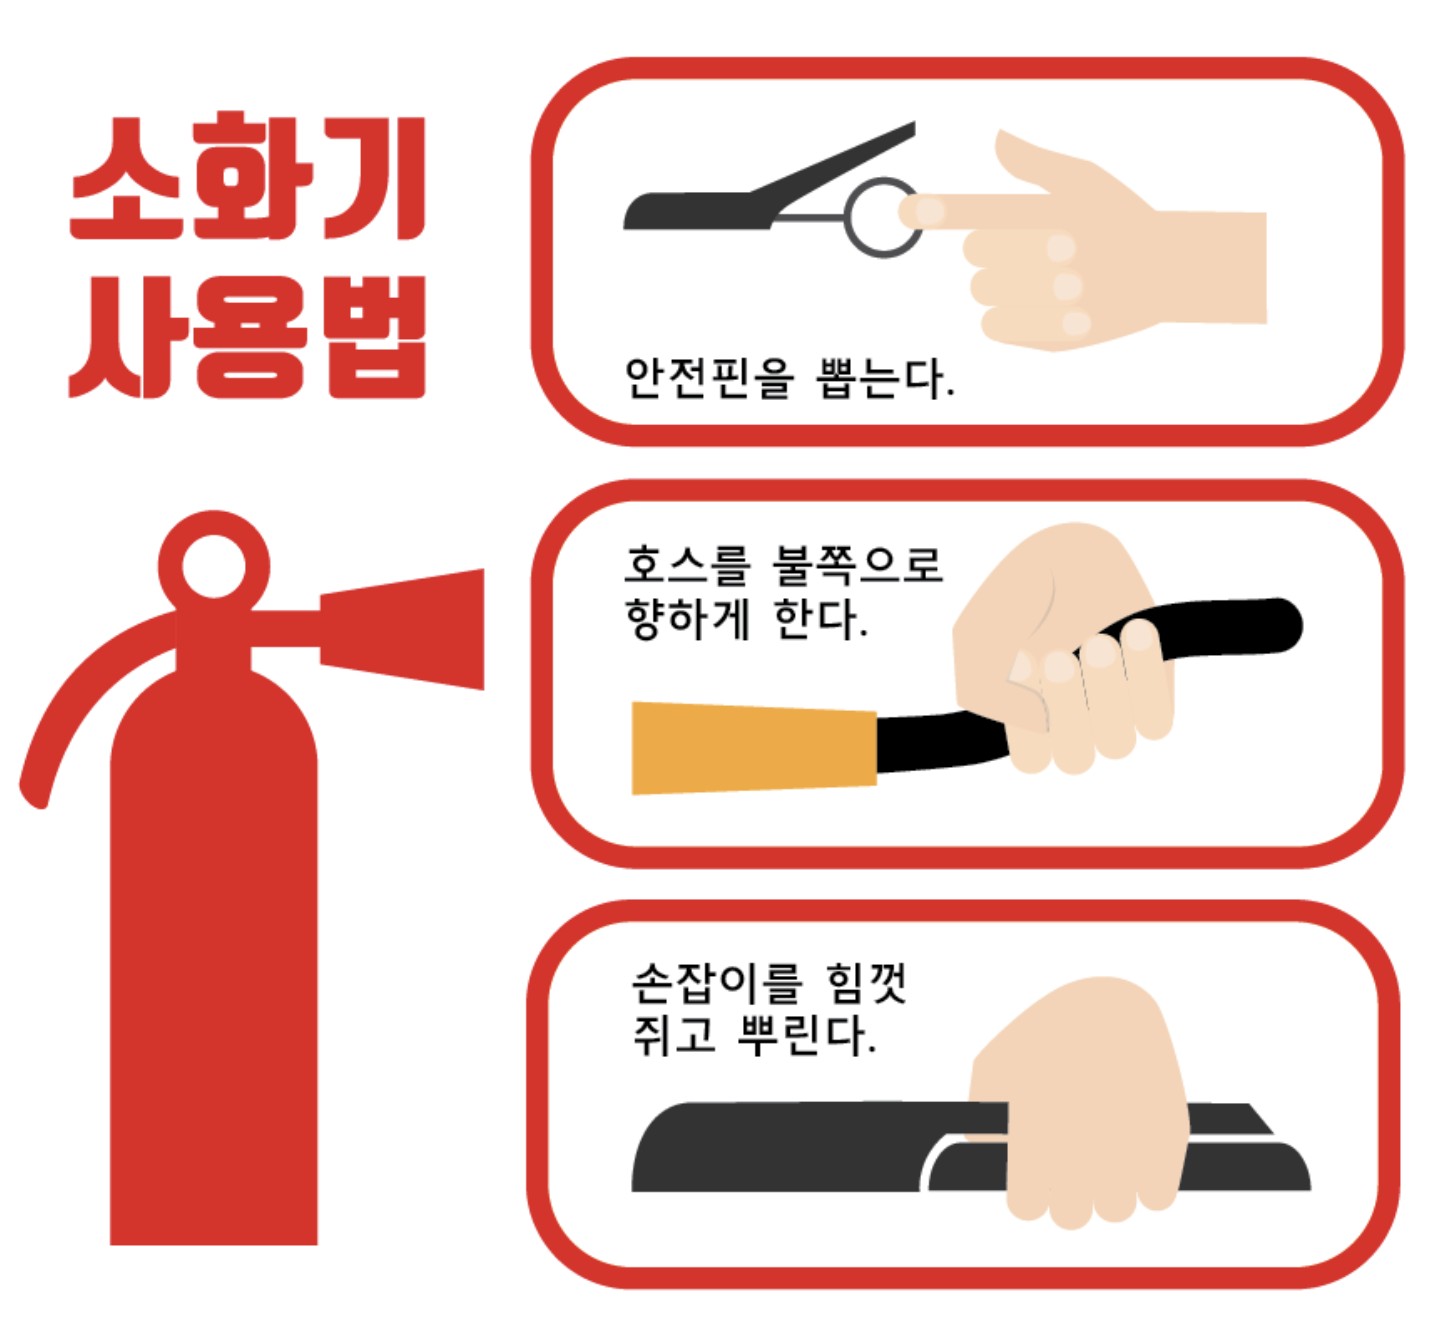 소화기
사용법
안전핀을 뽑는다.
호스를 불쪽으로
향하게 한다.
손잡이를 힘껏
쥐고 뿌린다.